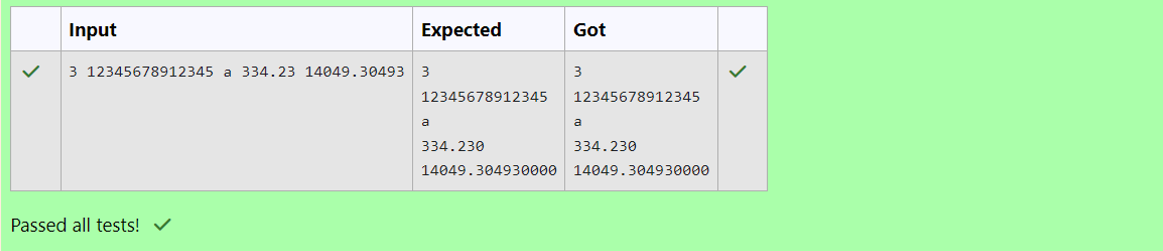 Input Expected Got
3 12345678912345 a 334.23 14049.30493 3 3
12345678912345 12345678912345
a a
334.230 334.230
14049.304930000 14049.304930000
Passed all tests!